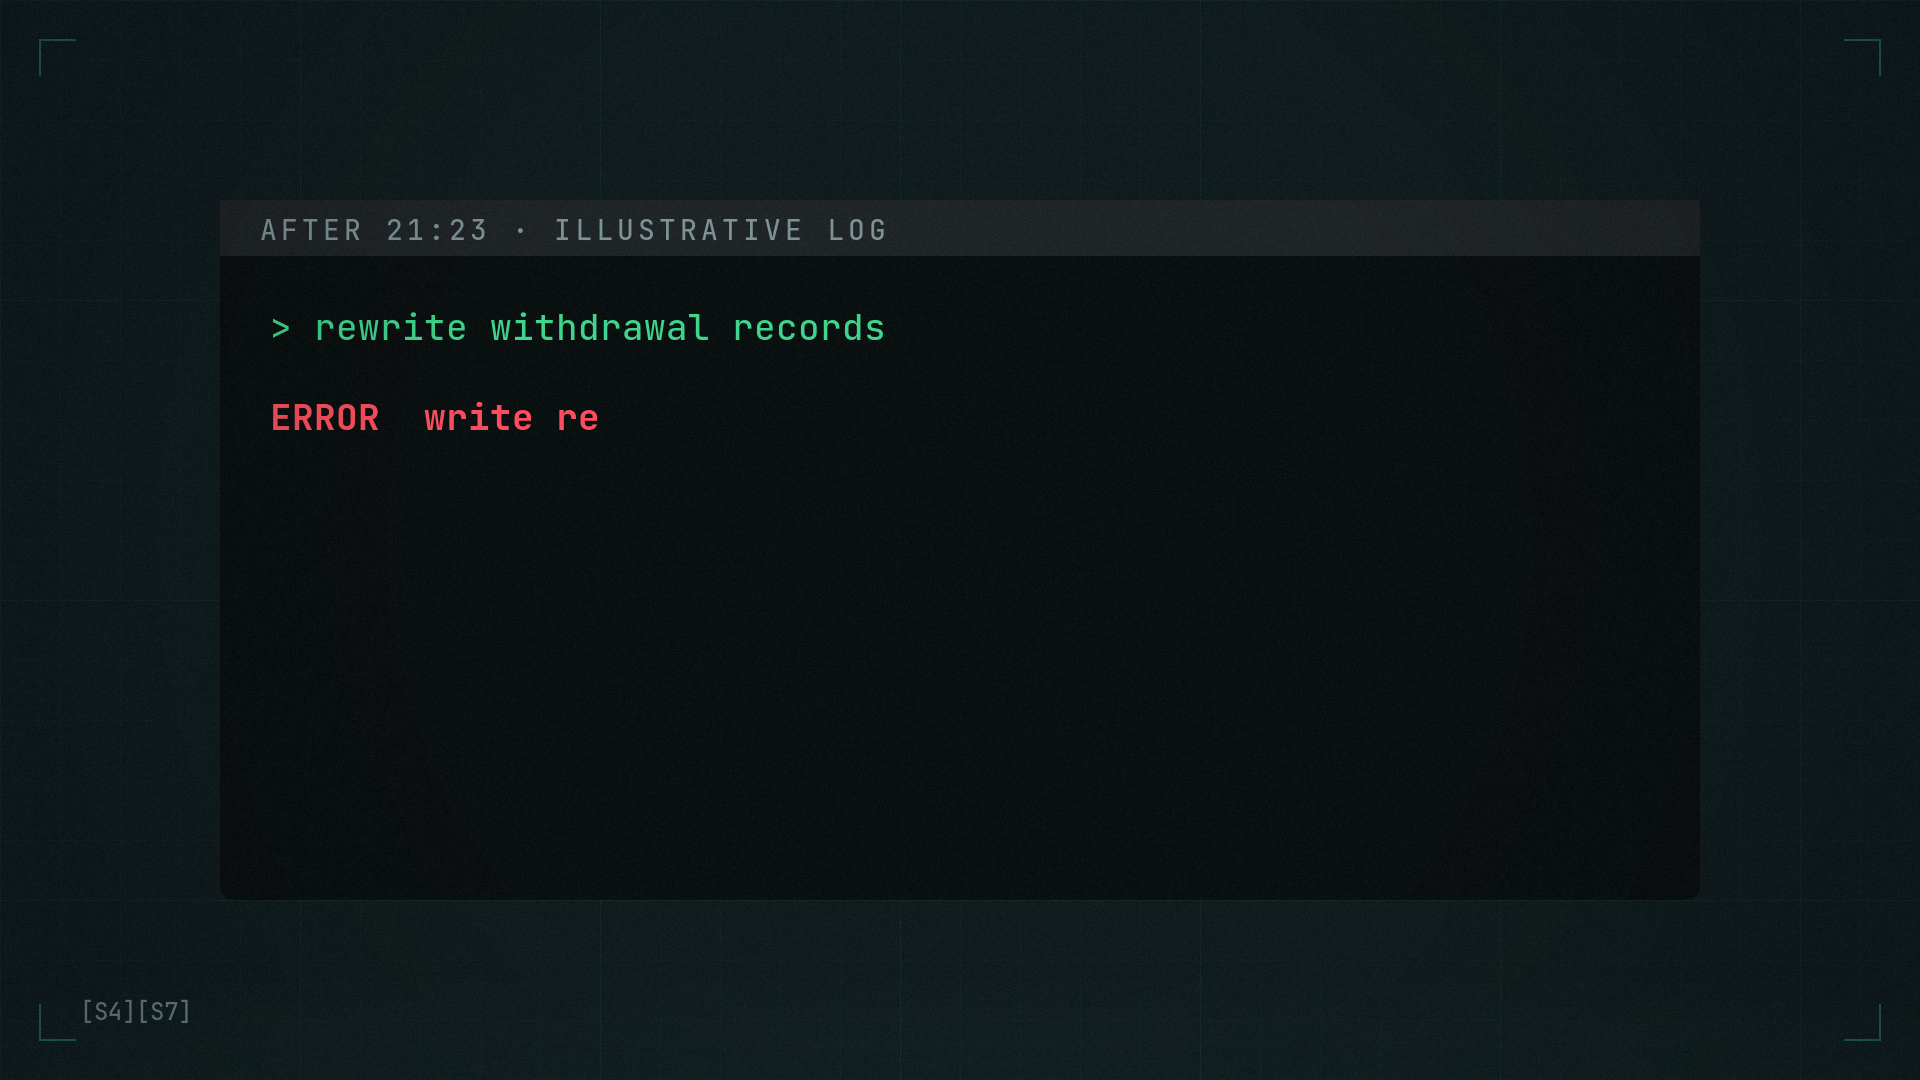 AFTER 21:23 · ILLUSTRATIVE LOG
> rewrite withdrawal records
ERROR  write re
[S4][S7]